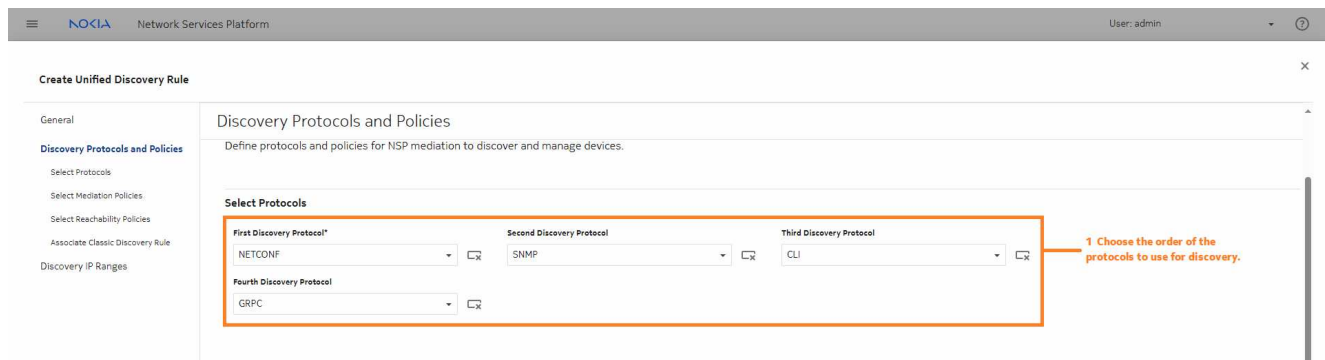 NOKIA Network Services Platform User: admin
Create Unified Discovery Rule
General
Discovery Protocols and Policies
Select Protocols
Select Mediation Policies
Select Reachability Policies
Associate Classic Discovery Rule
Discovery IP Ranges
Discovery Protocols and Policies
Define protocols and policies for NSP mediation to discover and manage devices.
Select Protocols
First Discovery Protocol* Second Discovery Protocol Third Discovery Protocol
NETCONF SNMP CLI
Fourth Discovery Protocol
GRPC
1 Choose the order of the
protocols to use for discovery.